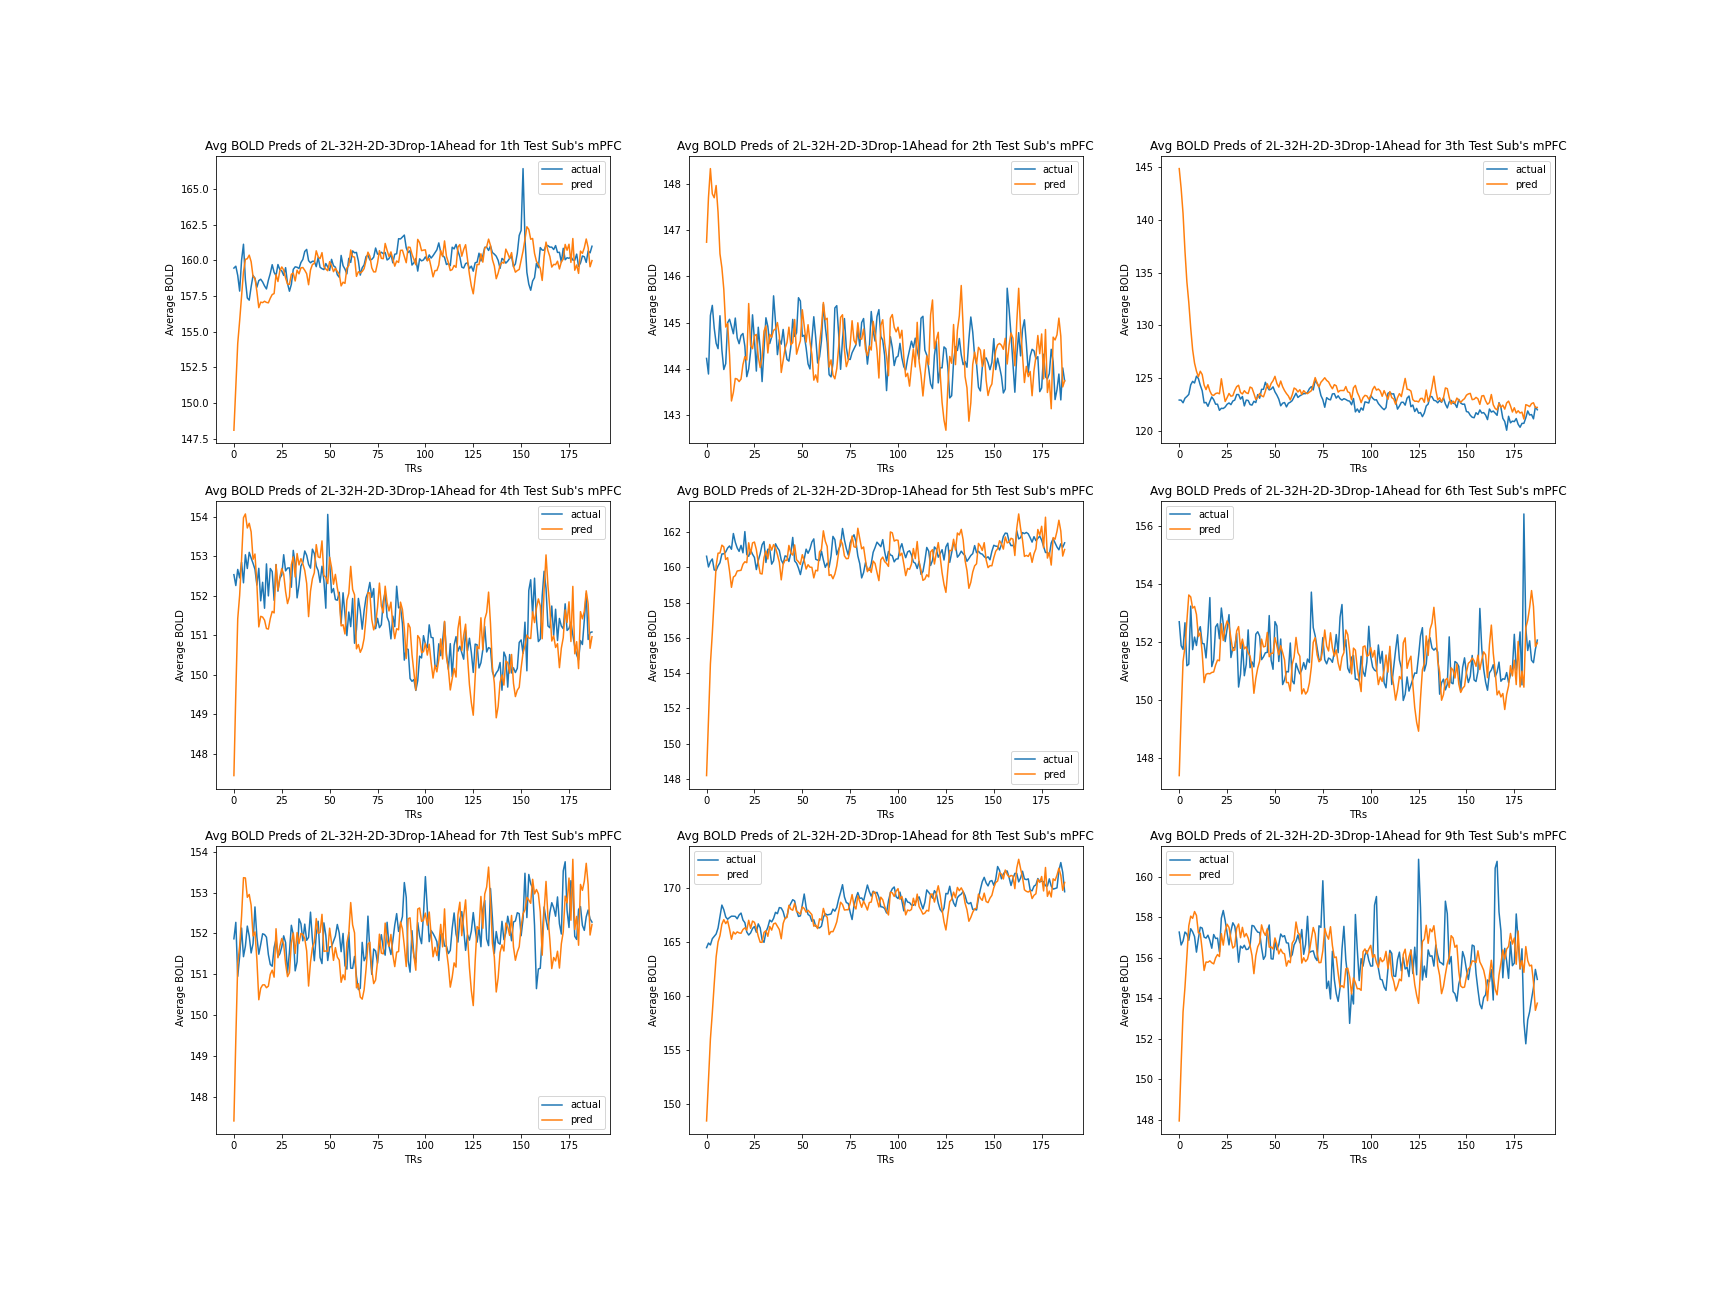 Avg BOLD Preds of 2L-32H-2D-3Drop-1Ahead for 1th Test Sub's mPFC
Average BOLD
165.0
162.5
160.0
157.5
155.0
152.5
150.0
147.5
0 25 50 75 100 125 150 175
TRs
actual
pred
Avg BOLD Preds of 2L-32H-2D-3Drop-1Ahead for 2th Test Sub's mPFC
Average BOLD
148
147
146
145
144
143
0 25 50 75 100 125 150 175
TRs
actual
pred
Avg BOLD Preds of 2L-32H-2D-3Drop-1Ahead for 3th Test Sub's mPFC
Average BOLD
145
140
135
130
125
120
0 25 50 75 100 125 150 175
TRs
actual
pred
Avg BOLD Preds of 2L-32H-2D-3Drop-1Ahead for 4th Test Sub's mPFC
Average BOLD
154
153
152
151
150
149
148
0 25 50 75 100 125 150 175
TRs
actual
pred
Avg BOLD Preds of 2L-32H-2D-3Drop-1Ahead for 5th Test Sub's mPFC
Average BOLD
162
160
158
156
154
152
150
148
0 25 50 75 100 125 150 175
TRs
actual
pred
Avg BOLD Preds of 2L-32H-2D-3Drop-1Ahead for 6th Test Sub's mPFC
Average BOLD
156
154
152
150
148
0 25 50 75 100 125 150 175
TRs
actual
pred
Avg BOLD Preds of 2L-32H-2D-3Drop-1Ahead for 7th Test Sub's mPFC
Average BOLD
154
153
152
151
150
149
148
0 25 50 75 100 125 150 175
TRs
actual
pred
Avg BOLD Preds of 2L-32H-2D-3Drop-1Ahead for 8th Test Sub's mPFC
Average BOLD
170
165
160
155
150
0 25 50 75 100 125 150 175
TRs
actual
pred
Avg BOLD Preds of 2L-32H-2D-3Drop-1Ahead for 9th Test Sub's mPFC
Average BOLD
160
158
156
154
152
150
148
0 25 50 75 100 125 150 175
TRs
actual
pred